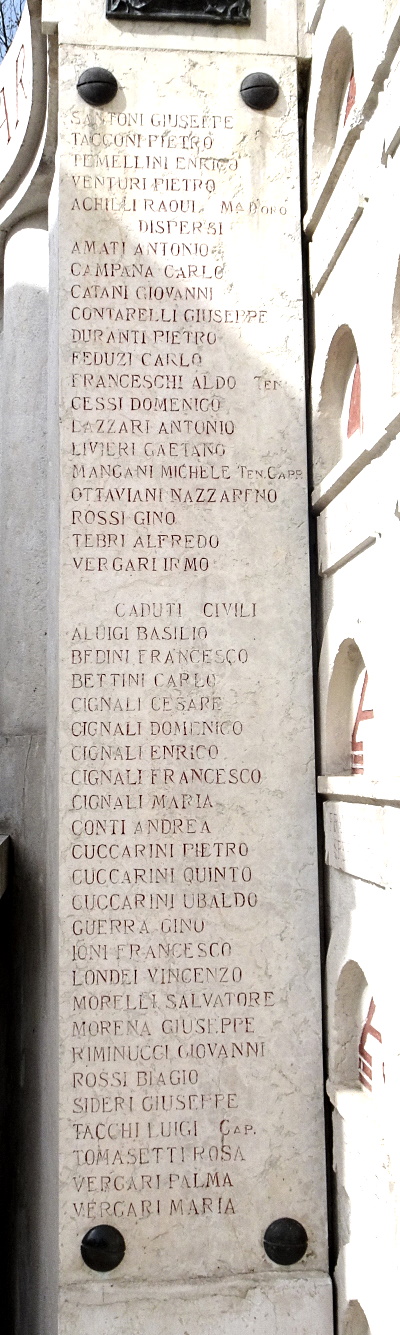 SANTONI GIUSEPPE
TACCONI PIETRO
TEMELLINI ENRICO
VENTURI PIETRO
ACHILLI RAOUL M.D'ORO
DISPERSI
AMATI ANTONIO
CAMPANA CARLO
CATANI GIOVANNI
CONTARELLI GIUSEPPE
DURANTI PIETRO
FEDUZI CARLO
FRANCESCHI ALDO TEN.
CESSI DOMENICO
LAZZARI ANTONIO
LIVIERI GAETANO
MANGANI MICHELE TEN. CAPP.
OTTAVIANI NAZZARENO
ROSSI GINO
TEBRI ALFREDO
VERGARI IRMO
CADUTI CIVILI
ALUIGI BASILIO
BEDINI FRANCESCO
BETTINI CARLO
CIGNALI CESARE
CIGNALI DOMENICO
CIGNALI ENRICO
CIGNALI FRANCESCO
CIGNALI MARIA
CONTI ANDREA
CUCCARINI PIETRO
CUCCARINI QUINTO
CUCCARINI UBALDO
GUERRA GINO
IONI FRANCESCO
LONDEI VINCENZO
MORELLI SALVATORE
MORENA GIUSEPPE
RIMINUCCI GIOVANNI
ROSSI BIAGIO
SIDERI GIUSEPPE
TACCHI LUIGI CAP.
TOMASETTI ROSA
VERGARI PALMA
VERGARI MARIA